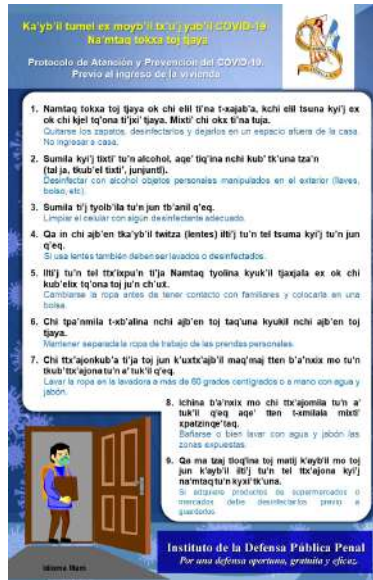 Ka'yb'il tumel ex moyb'il tx'u'j yab'il COVID-19
Na'mtaq tokxa toj tjaya
Protocolo de Atención y Prevención del COVID-19.
Previo al ingreso de la vivienda
1. Namtaq tokxa toj tjaya ok chi elil ti'na t-xajab'a, kchi elil tsuna kyi'j ex
ok chi kjel tq'ona ti'jxi' tjaya. Mixti' chi okx ti'na tuja.
Quitarse los zapatos, desinfectarlos y dejarlos en un espacio afuera de la casa.
No ingresar a casa.
2. Sumila kyi'j tixti' tu'n alcohol, aqe' tiq'ina nchi kub' tk'una tza'n
(tal ja, tkub'el tixti', junjuntl).
Desinfectar con alcohol objetos personales manipulados en el exterior (llaves,
bolso, etc).
3. Sumila ti'j tyolb'ila tu'n jun tb'anil q'eq.
Limpiar el celular con algún desinfectante adecuado.
4. Qa in chi ajb'en tka'yb'il twitza (lentes) ilti'j tu'n tel tsuma kyi'j tu'n jun
q'eq.
Si usa lentes también deben ser lavados o desinfectados.
5. Ilti'j tu'n tel ttx'ixpu'n ti'ja Namtaq tyolina kyuk'il tjaxjala ex ok chi
kub'elix tq'ona toj ju'n ch'ux.
Cambiarse la ropa antes de tener contacto con familiares y colocarla en una
bolsa.
6. Chi tpa'nmila t-xb'alina nchi ajb'en toj taq'una kyukil nchi ajb'en toj
tjaya.
Mantener separada la ropa de trabajo de las prendas personales.
7. Chi ttx'ajonkub'a ti'ja toj jun k'uxtx'ajb'il maq'maj tten b'a'nxix mo tu'n
tkub'ttx'ajona tu'n a' tuk'il q'eq.
Lavar la ropa en la lavadora a más de 60 grados centígrados o a mano con agua y
jabón.
8. Ichina b'a'nxix mo chi ttx'ajomila tu'n a'
tuk'il q'eq aqe' tten t-xmilala mixti'
xpatzinqe'taq.
Bañarse o bien lavar con agua y jabón las
zonas expuestas.
9. Qa ma tzaj tloq'ina toj matij k'ayb'il mo toj
jun k'ayb'il ilti'j tu'n tel ttx'ajona kyi'j
na'mtaq tu'n kyxi' tk'una.
Si adquiere productos de supermercados o
mercados debe desinfectarlos previo a
guardarlos
Idioma Mam
Instituto de la Defensa Pública Penal
Por una defensa oportuna, gratuita y eficaz.